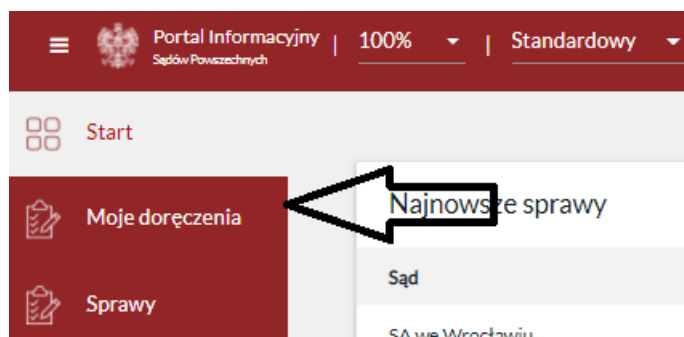 Portal Informacyjny | 100% | Standardowy
Sądów Powszechnych
Start
Moje doręczenia
Sprawy
Najnowsze sprawy
Sąd
SA we Wrocławiu